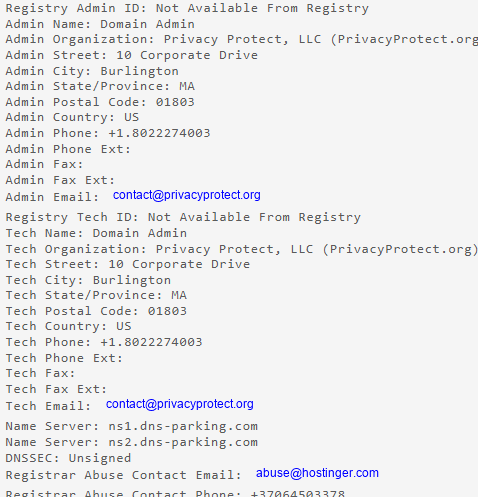 Registry Admin ID: Not Available From Registry
Admin Name: Domain Admin
Admin Organization: Privacy Protect, LLC (PrivacyProtect.org
Admin Street: 10 Corporate Drive
Admin City: Burlington
Admin State/Province: MA
Admin Postal Code: 01803
Admin Country: US
Admin Phone: +1.8022274003
Admin Phone Ext:
Admin Fax:
Admin Fax Ext:
Admin Email: contact@privacyprotect.org
Registry Tech ID: Not Available From Registry
Tech Name: Domain Admin
Tech Organization: Privacy Protect, LLC (PrivacyProtect.org)
Tech Street: 10 Corporate Drive
Tech City: Burlington
Tech State/Province: MA
Tech Postal Code: 01803
Tech Country: US
Tech Phone: +1.8022274003
Tech Phone Ext:
Tech Fax:
Tech Fax Ext:
Tech Email: contact@privacyprotect.org
Name Server: ns1.dns-parking.com
Name Server: ns2.dns-parking.com
DNSSEC: Unsigned
Registrar Abuse Contact Email: abuse@hostinger.com
Registrar Abuse Contact Phone: +37064503378